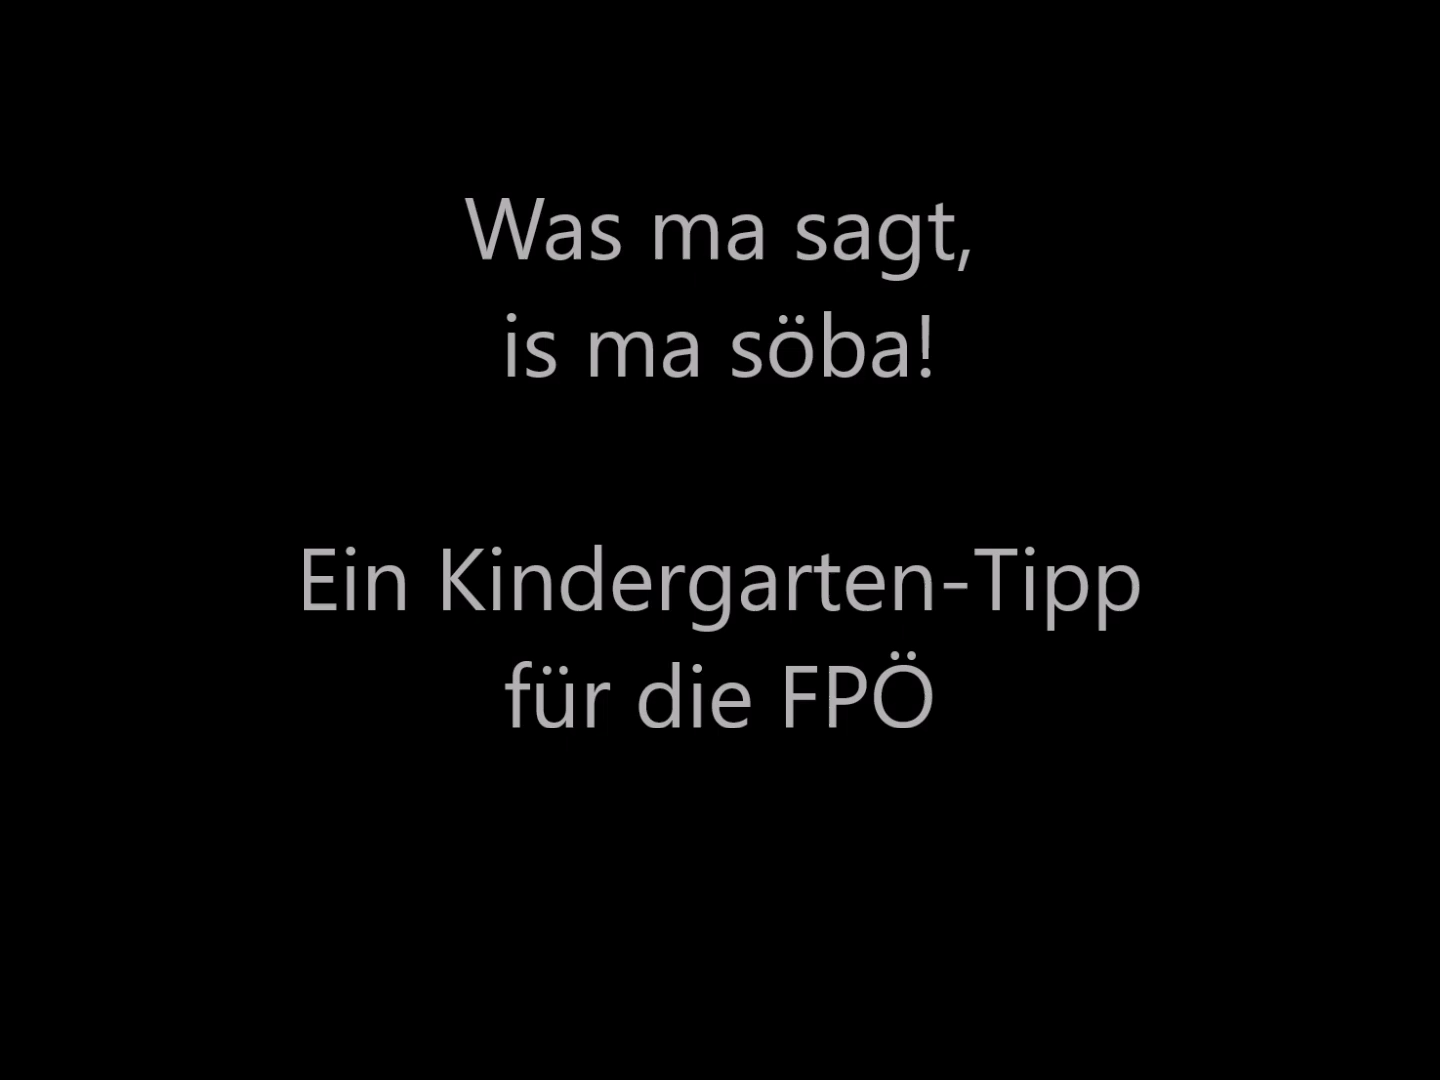 Was ma sagt,
is ma söba!
Ein Kindergarten-Tipp
für die FPÖ